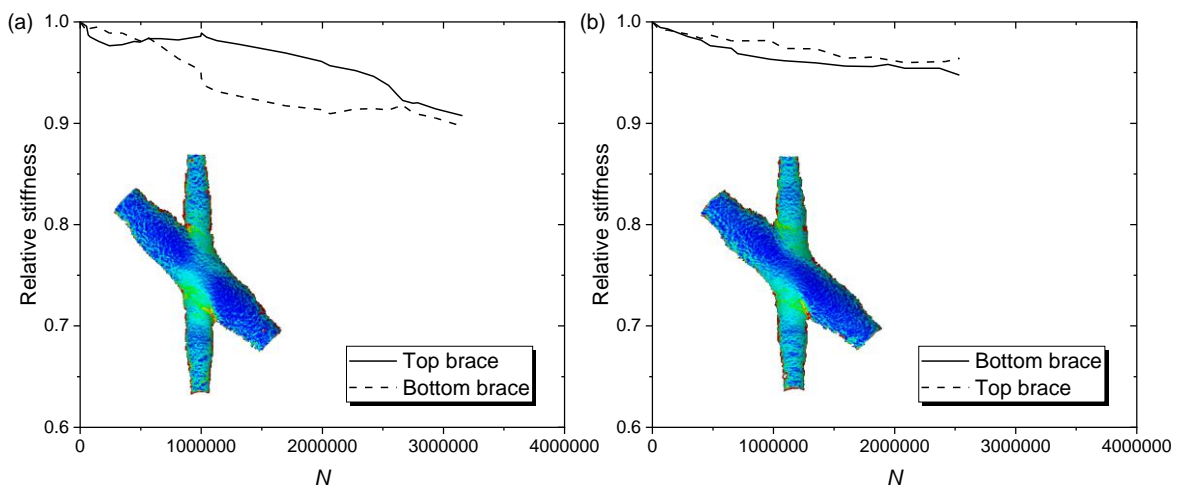 (a)
1.0
0.9
0.8
0.7
0.6
Relative stiffness
Top brace
Bottom brace
0 1000000 2000000 3000000 4000000
N
(b)
1.0
0.9
0.8
0.7
0.6
Relative stiffness
Bottom brace
Top brace
0 1000000 2000000 3000000 4000000
N